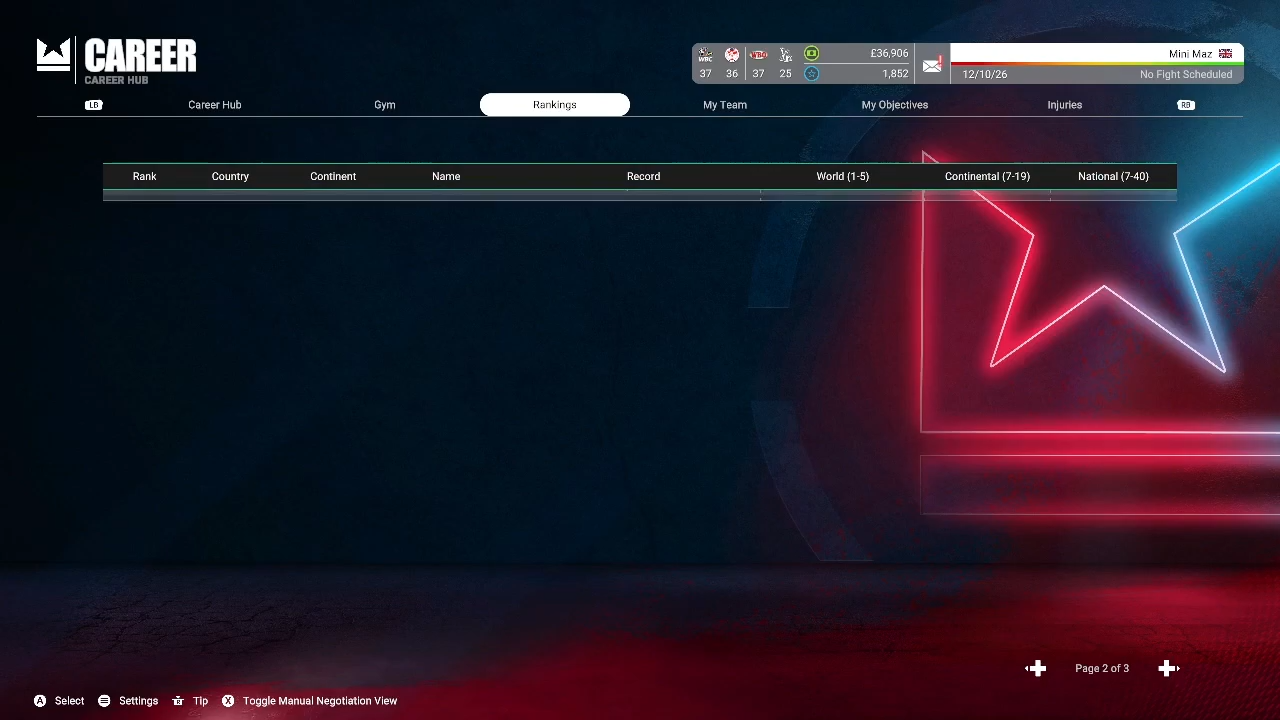 CAREER
CAREER HUB
WBC
37 36 37 25
£36,906
1,852
Mini Maz
12/10/26 No Fight Scheduled
LB Career Hub Gym Rankings My Team My Objectives Injuries RB
Rank Country Continent Name Record World (1-5) Continental (7-19) National (7-40)
Page 2 of 3
A Select Settings Tip X Toggle Manual Negotiation View